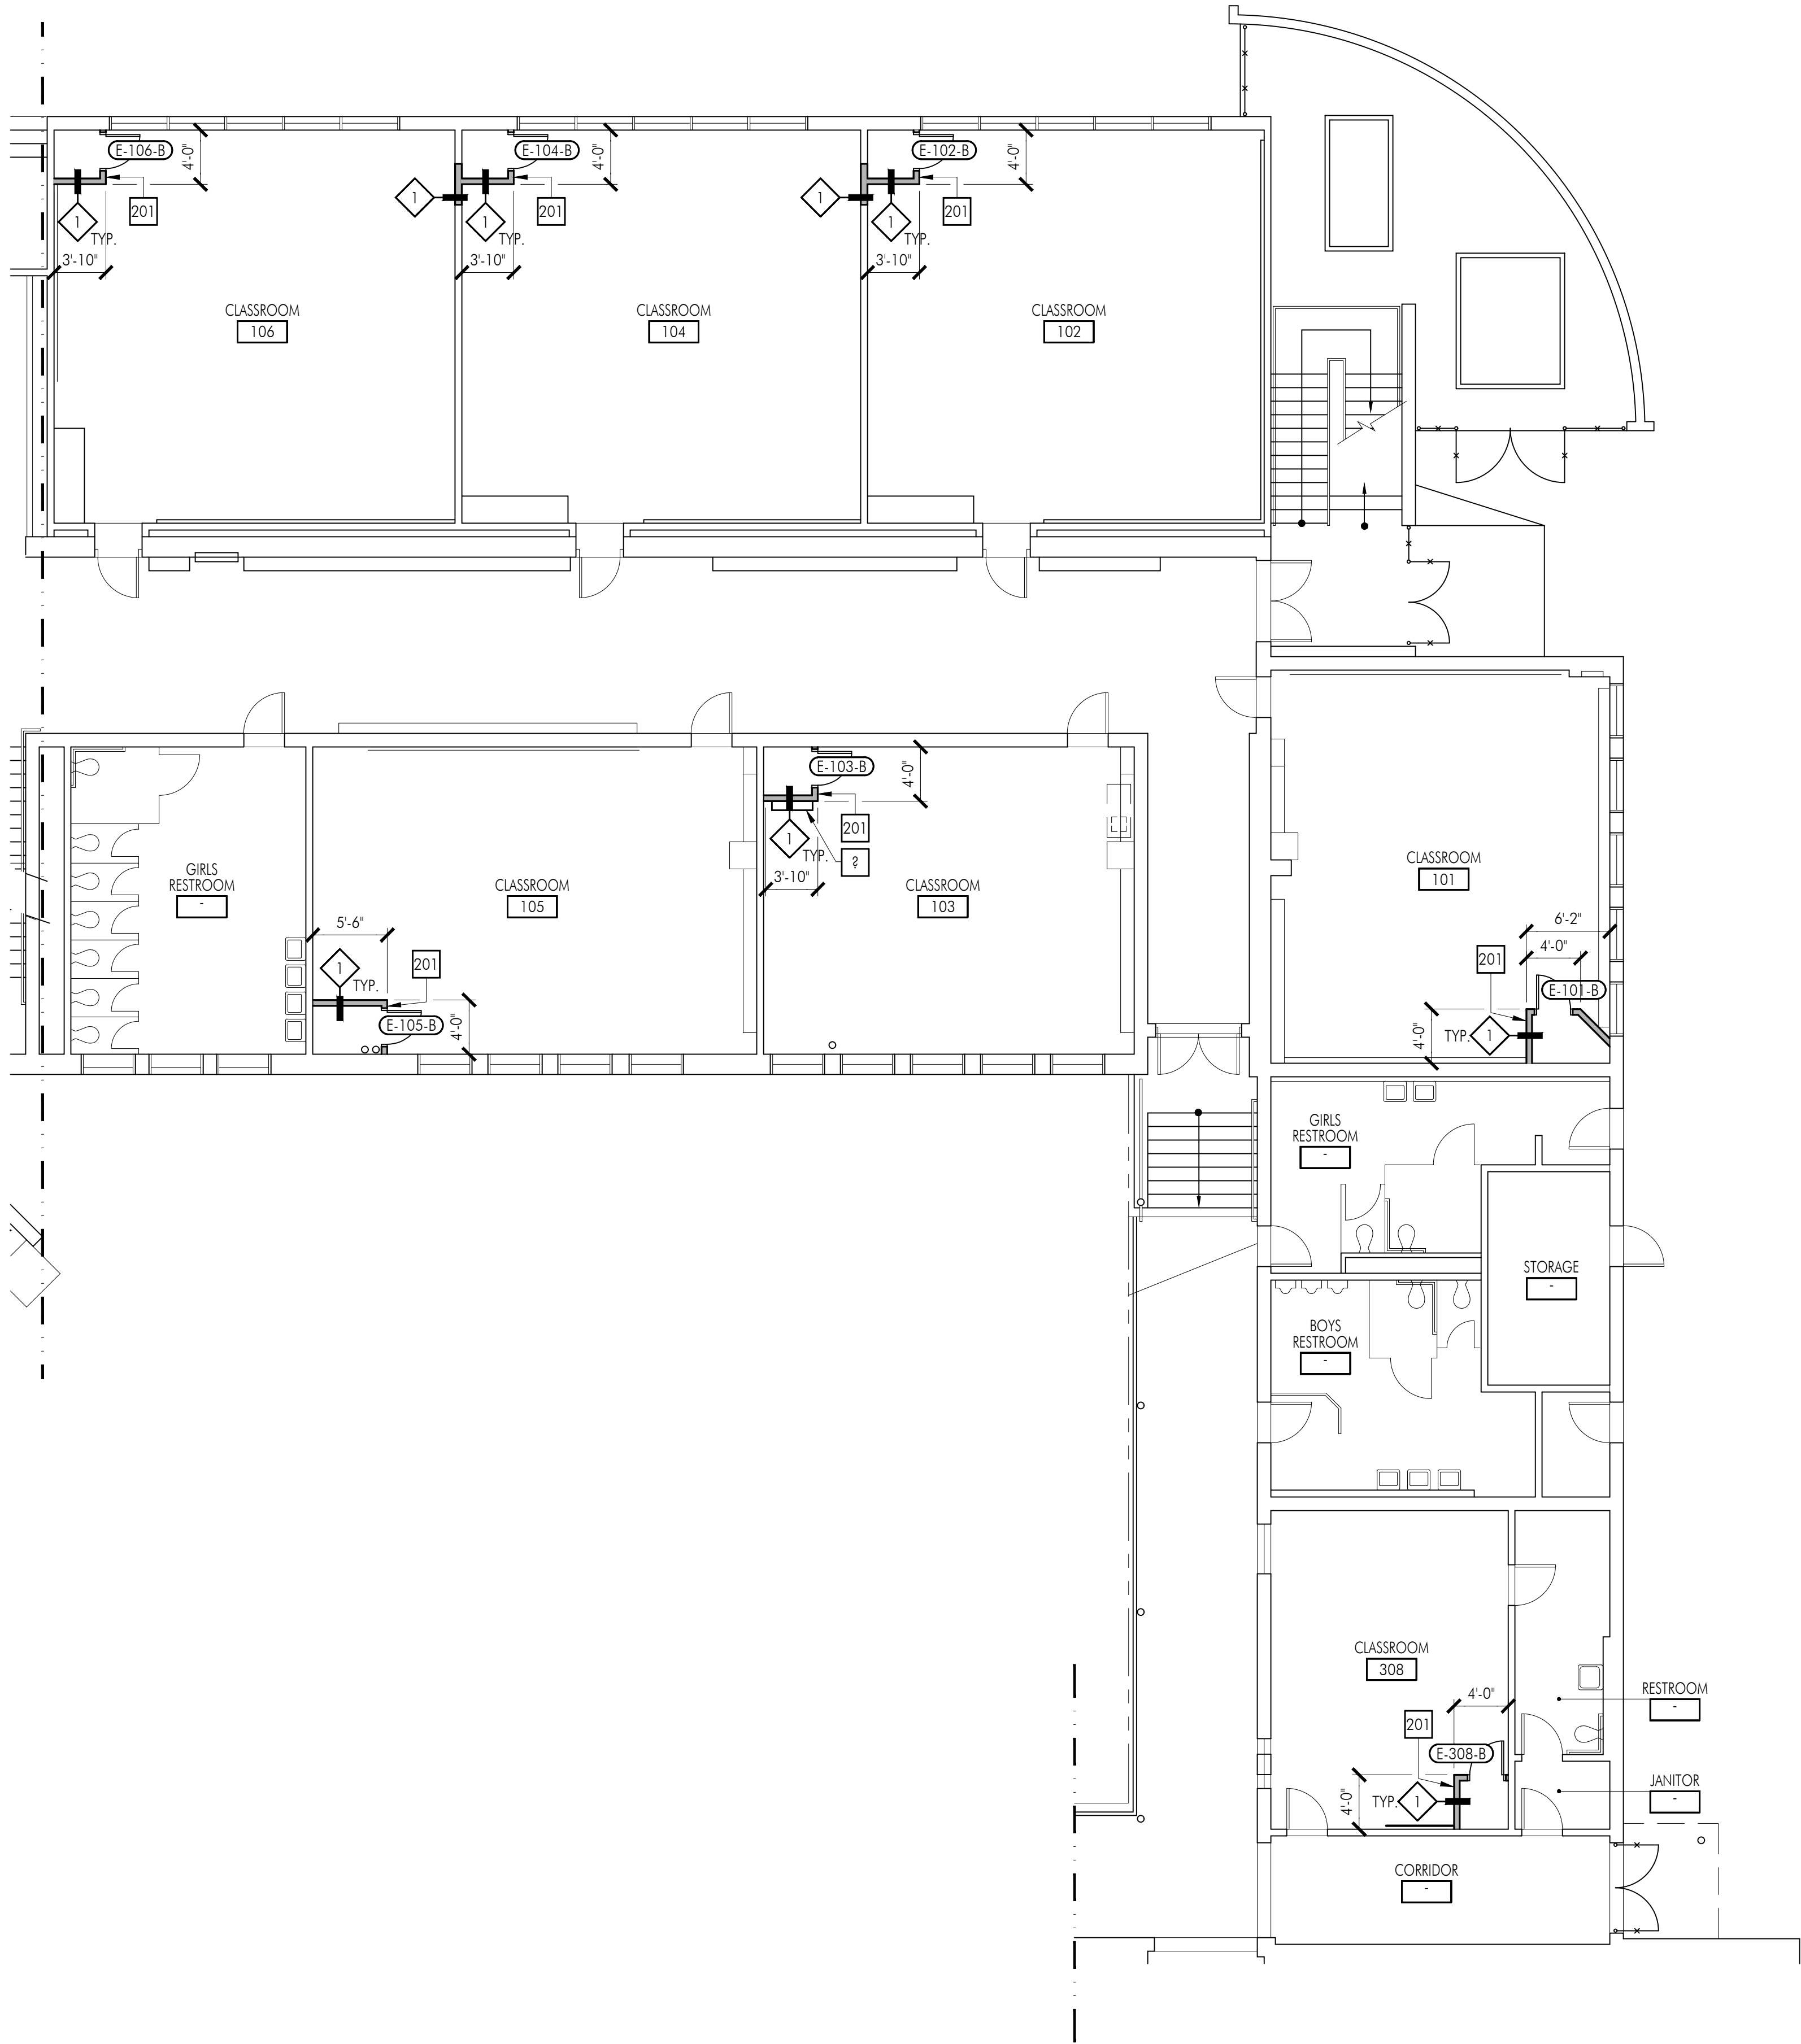 E-106-B
4'-0"
E-104-B
4'-0"
E-102-B
4'-0"
1
201
TYP.
3'-10"
1
1
201
TYP.
3'-10"
1
1
201
TYP.
3'-10"
CLASSROOM
106
CLASSROOM
104
CLASSROOM
102
E-103-B
4'-0"
201
1
TYP.
?
3'-10"
GIRLS
RESTROOM
-
CLASSROOM
105
CLASSROOM
103
CLASSROOM
101
5'-6"
1
TYP.
201
E-105-B
4'-0"
6'-2"
4'-0"
201
E-101-B
4'-0"
TYP.
1
GIRLS
RESTROOM
-
STORAGE
-
BOYS
RESTROOM
-
CLASSROOM
308
4'-0"
201
E-308-B
4'-0"
TYP.
1
RESTROOM
-
JANITOR
-
CORRIDOR
-